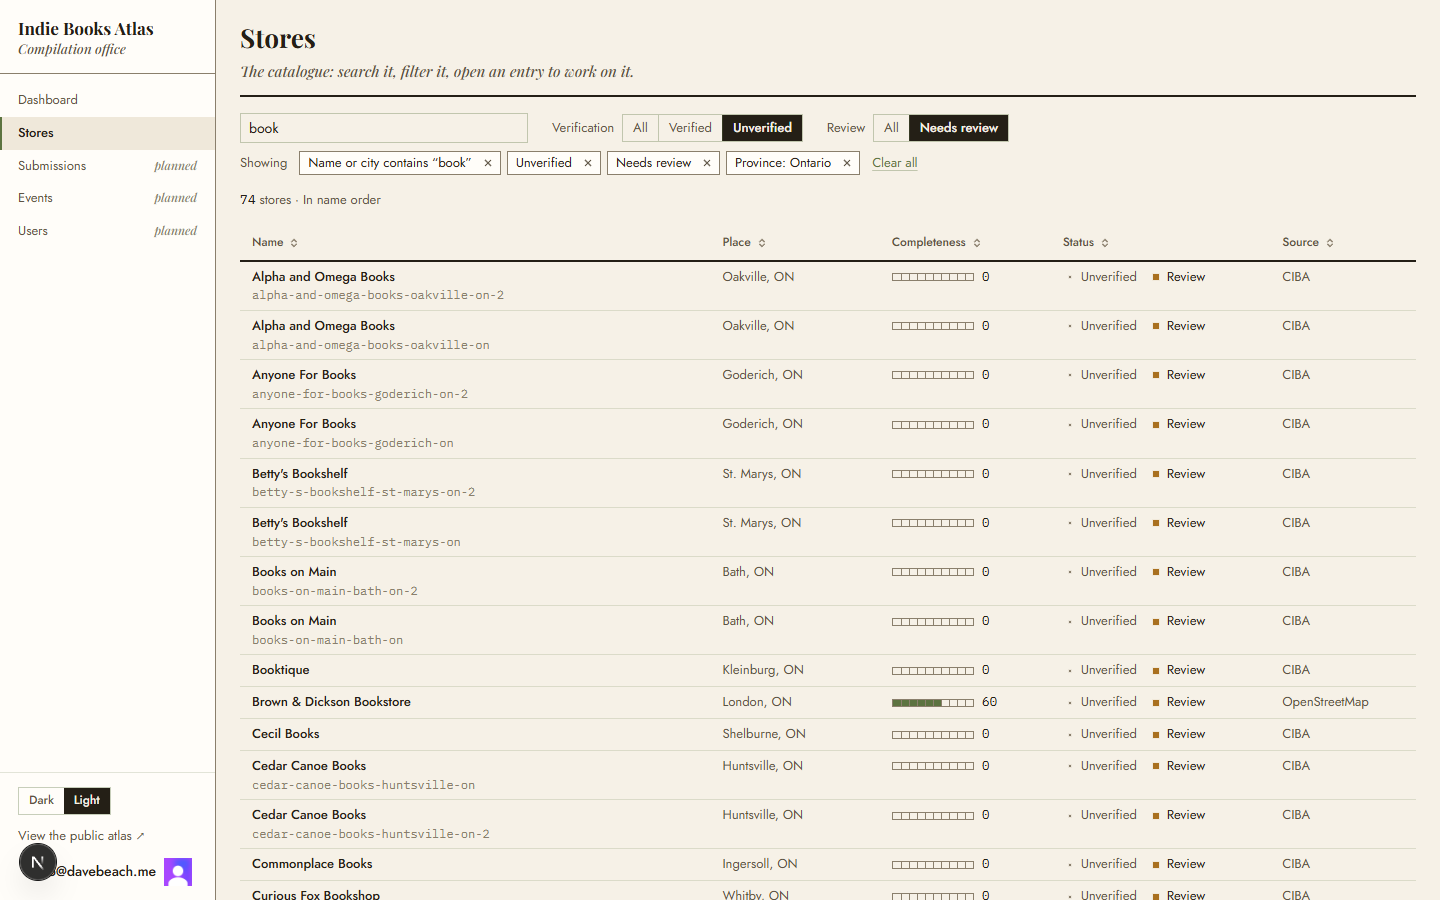 Indie Books Atlas
Compilation office
Dashboard
Stores
Submissions planned
Events planned
Users planned
Dark Light
View the public atlas ↗
N
@davebeach.me
Stores
The catalogue: search it, filter it, open an entry to work on it.
book Verification All Verified Unverified Review All Needs review
Showing Name or city contains “book” × Unverified × Needs review × Province: Ontario × Clear all
74 stores · In name order
Name Place Completeness Status Source
Alpha and Omega Books Oakville, ON 0 Unverified Review CIBA
alpha-and-omega-books-oakville-on-2
Alpha and Omega Books Oakville, ON 0 Unverified Review CIBA
alpha-and-omega-books-oakville-on
Anyone For Books Goderich, ON 0 Unverified Review CIBA
anyone-for-books-goderich-on-2
Anyone For Books Goderich, ON 0 Unverified Review CIBA
anyone-for-books-goderich-on
Betty's Bookshelf St. Marys, ON 0 Unverified Review CIBA
betty-s-bookshelf-st-marys-on-2
Betty's Bookshelf St. Marys, ON 0 Unverified Review CIBA
betty-s-bookshelf-st-marys-on
Books on Main Bath, ON 0 Unverified Review CIBA
books-on-main-bath-on-2
Books on Main Bath, ON 0 Unverified Review CIBA
books-on-main-bath-on
Booktique Kleinburg, ON 0 Unverified Review CIBA
Brown & Dickson Bookstore London, ON 60 Unverified Review OpenStreetMap
Cecil Books Shelburne, ON 0 Unverified Review CIBA
Cedar Canoe Books Huntsville, ON 0 Unverified Review CIBA
cedar-canoe-books-huntsville-on
Cedar Canoe Books Huntsville, ON 0 Unverified Review CIBA
cedar-canoe-books-huntsville-on-2
Commonplace Books Ingersoll, ON 0 Unverified Review CIBA
Curious Fox Bookshop Whitby, ON 0 Unverified Review CIBA